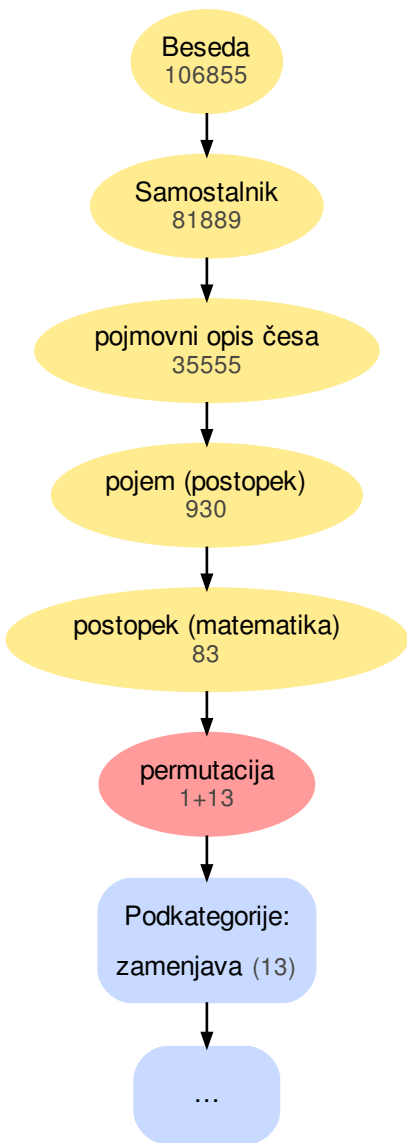 Beseda
106855
Samostalnik
81889
pojmovni opis česa
35555
pojem (postopek)
930
postopek (matematika)
83
permutacija
1+13
Podkategorije:
zamenjava (13)
...